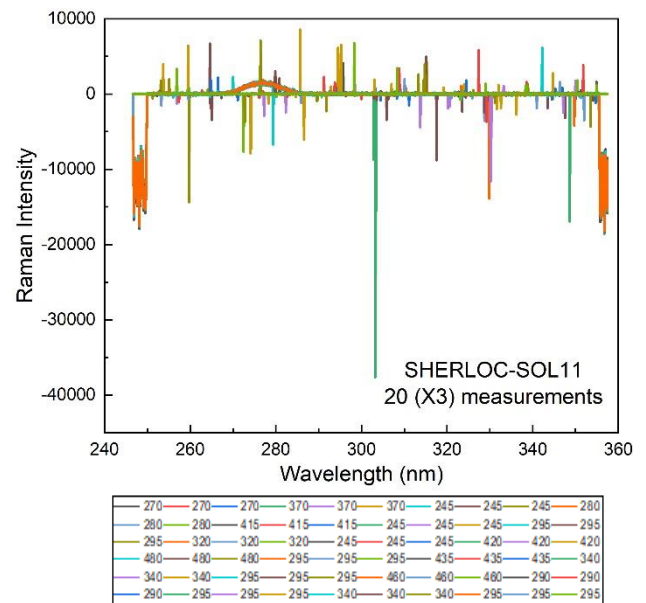 10000
0
-10000
-20000
-30000
-40000
Raman Intensity
SHERLOC-SOL11
20 (X3) measurements
240 260 280 300 320 340 360
Wavelength (nm)
270 270 270 370 370 370 245 245 245 280
280 280 415 415 415 245 245 245 295 295
295 320 320 320 245 245 245 420 420 420
480 480 480 295 295 295 435 435 435 340
340 340 295 295 295 460 460 460 290 290
290 295 295 295 340 340 340 295 295 295